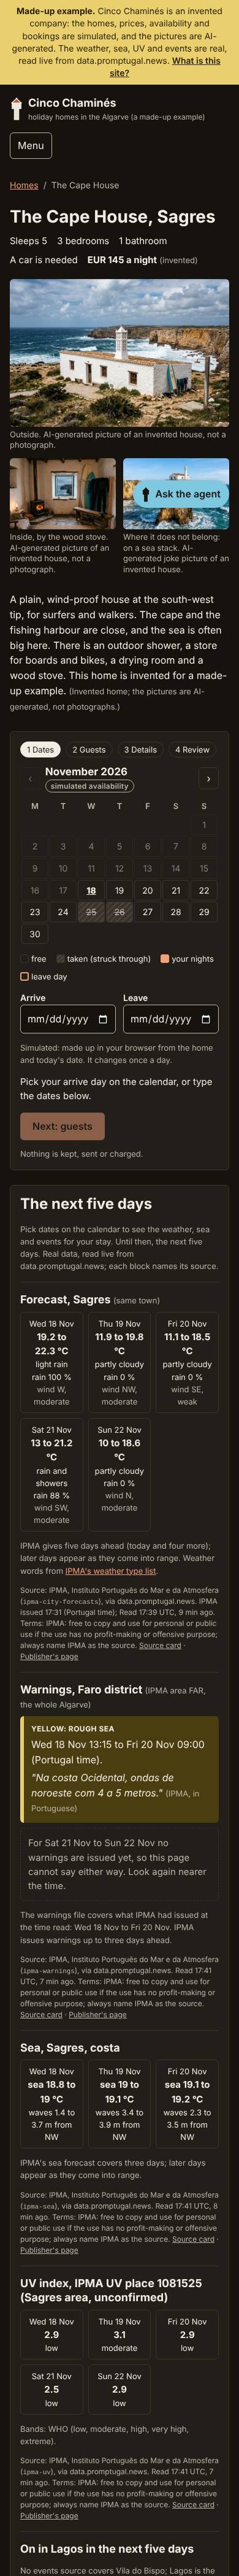 Made-up example. Cinco Chaminés is an invented
company: the homes, prices, availability and
bookings are simulated, and the pictures are AI-
generated. The weather, sea, UV and events are real,
read live from data.promptugal.news. What is this
site?
Cinco Chaminés
holiday homes in the Algarve (a made-up example)
Menu
Homes / The Cape House
The Cape House, Sagres
Sleeps 5 3 bedrooms 1 bathroom
A car is needed EUR 145 a night (invented)
Outside. AI-generated picture of an invented house, not a
photograph.
Ask the agent
Inside, by the wood stove.
AI-generated picture of an
invented house, not a
photograph.
Where it does not belong:
on a sea stack. AI-
generated joke picture of an
invented house.
A plain, wind-proof house at the south-west
tip, for surfers and walkers. The cape and the
fishing harbour are close, and the sea is often
big here. There is an outdoor shower, a store
for boards and bikes, a drying room and a
wood stove. This home is invented for a made-
up example. (Invented home; the pictures are AI-
generated, not photographs.)
1 Dates 2 Guests 3 Details 4 Review
‹ November 2026 ›
simulated availability
M T W T F S S
1
2 3 4 5 6 7 8
9 10 11 12 13 14 15
16 17 18 19 20 21 22
23 24 25 26 27 28 29
30
free taken (struck through) your nights
leave day
Arrive Leave
mm/dd/yyyy mm/dd/yyyy
Simulated: made up in your browser from the home
and today's date. It changes once a day.
Pick your arrive day on the calendar, or type
the dates below.
Next: guests
Nothing is kept, sent or charged.
The next five days
Pick dates on the calendar to see the weather, sea
and events for your stay. Until then, the next five
days. Real data, read live from
data.promptugal.news; each block names its source.
Forecast, Sagres (same town)
Wed 18 Nov
19.2 to
22.3 °C
light rain
rain 100 %
wind W,
moderate
Thu 19 Nov
11.9 to 19.8
°C
partly cloudy
rain 0 %
wind NW,
moderate
Fri 20 Nov
11.1 to 18.5
°C
partly cloudy
rain 0 %
wind SE,
weak
Sat 21 Nov
13 to 21.2
°C
rain and
showers
rain 88 %
wind SW,
moderate
Sun 22 Nov
10 to 18.6
°C
partly cloudy
rain 0 %
wind N,
moderate
IPMA gives five days ahead (today and four more);
later days appear as they come into range. Weather
words from IPMA's weather type list.
Source: IPMA, Instituto Português do Mar e da Atmosfera
(ipma-city-forecasts), via data.promptugal.news. IPMA
issued 17:31 (Portugal time); Read 17:39 UTC, 9 min ago.
Terms: IPMA: free to copy and use for personal or public
use if the use has no profit-making or offensive purpose;
always name IPMA as the source. Source card ·
Publisher's page
Warnings, Faro district (IPMA area FAR,
the whole Algarve)
YELLOW: ROUGH SEA
Wed 18 Nov 13:15 to Fri 20 Nov 09:00
(Portugal time).
"Na costa Ocidental, ondas de
noroeste com 4 a 5 metros." (IPMA, in
Portuguese)
For Sat 21 Nov to Sun 22 Nov no
warnings are issued yet, so this page
cannot say either way. Look again nearer
the time.
The warnings file covers what IPMA had issued at
the time read: Wed 18 Nov to Fri 20 Nov. IPMA
issues warnings up to three days ahead.
Source: IPMA, Instituto Português do Mar e da Atmosfera
(ipma-warnings), via data.promptugal.news. Read 17:41
UTC, 7 min ago. Terms: IPMA: free to copy and use for
personal or public use if the use has no profit-making or
offensive purpose; always name IPMA as the source.
Source card · Publisher's page
Sea, Sagres, costa
Wed 18 Nov
sea 18.8 to
19 °C
waves 1.4 to
3.7 m from
NW
Thu 19 Nov
sea 19 to
19.1 °C
waves 3.4 to
3.9 m from
NW
Fri 20 Nov
sea 19.1 to
19.2 °C
waves 2.3 to
3.5 m from
NW
IPMA's sea forecast covers three days; later days
appear as they come into range.
Source: IPMA, Instituto Português do Mar e da Atmosfera
(ipma-sea), via data.promptugal.news. Read 17:41 UTC, 8
min ago. Terms: IPMA: free to copy and use for personal
or public use if the use has no profit-making or offensive
purpose; always name IPMA as the source. Source card ·
Publisher's page
UV index, IPMA UV place 1081525
(Sagres area, unconfirmed)
Wed 18 Nov
2.9
low
Thu 19 Nov
3.1
moderate
Fri 20 Nov
2.9
low
Sat 21 Nov
2.5
low
Sun 22 Nov
2.9
low
Bands: WHO (low, moderate, high, very high,
extreme).
Source: IPMA, Instituto Português do Mar e da Atmosfera
(ipma-uv), via data.promptugal.news. Read 17:41 UTC, 7
min ago. Terms: IPMA: free to copy and use for personal
or public use if the use has no profit-making or offensive
purpose; always name IPMA as the source. Source card ·
Publisher's page
On in Lagos in the next five days
No events source covers Vila do Bispo; Lagos is the